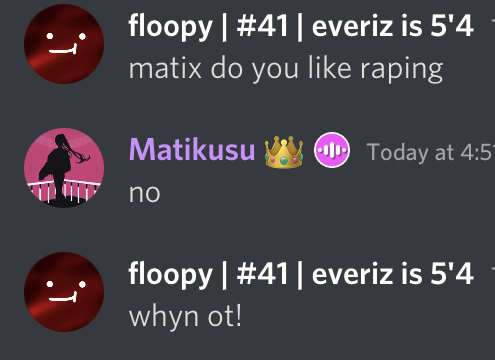 floopy | #41 | everiz is 5'4
matix do you like raping
Matikusu 👑 Today at 4:5
no
floopy | #41 | everiz is 5'4
whyn ot!